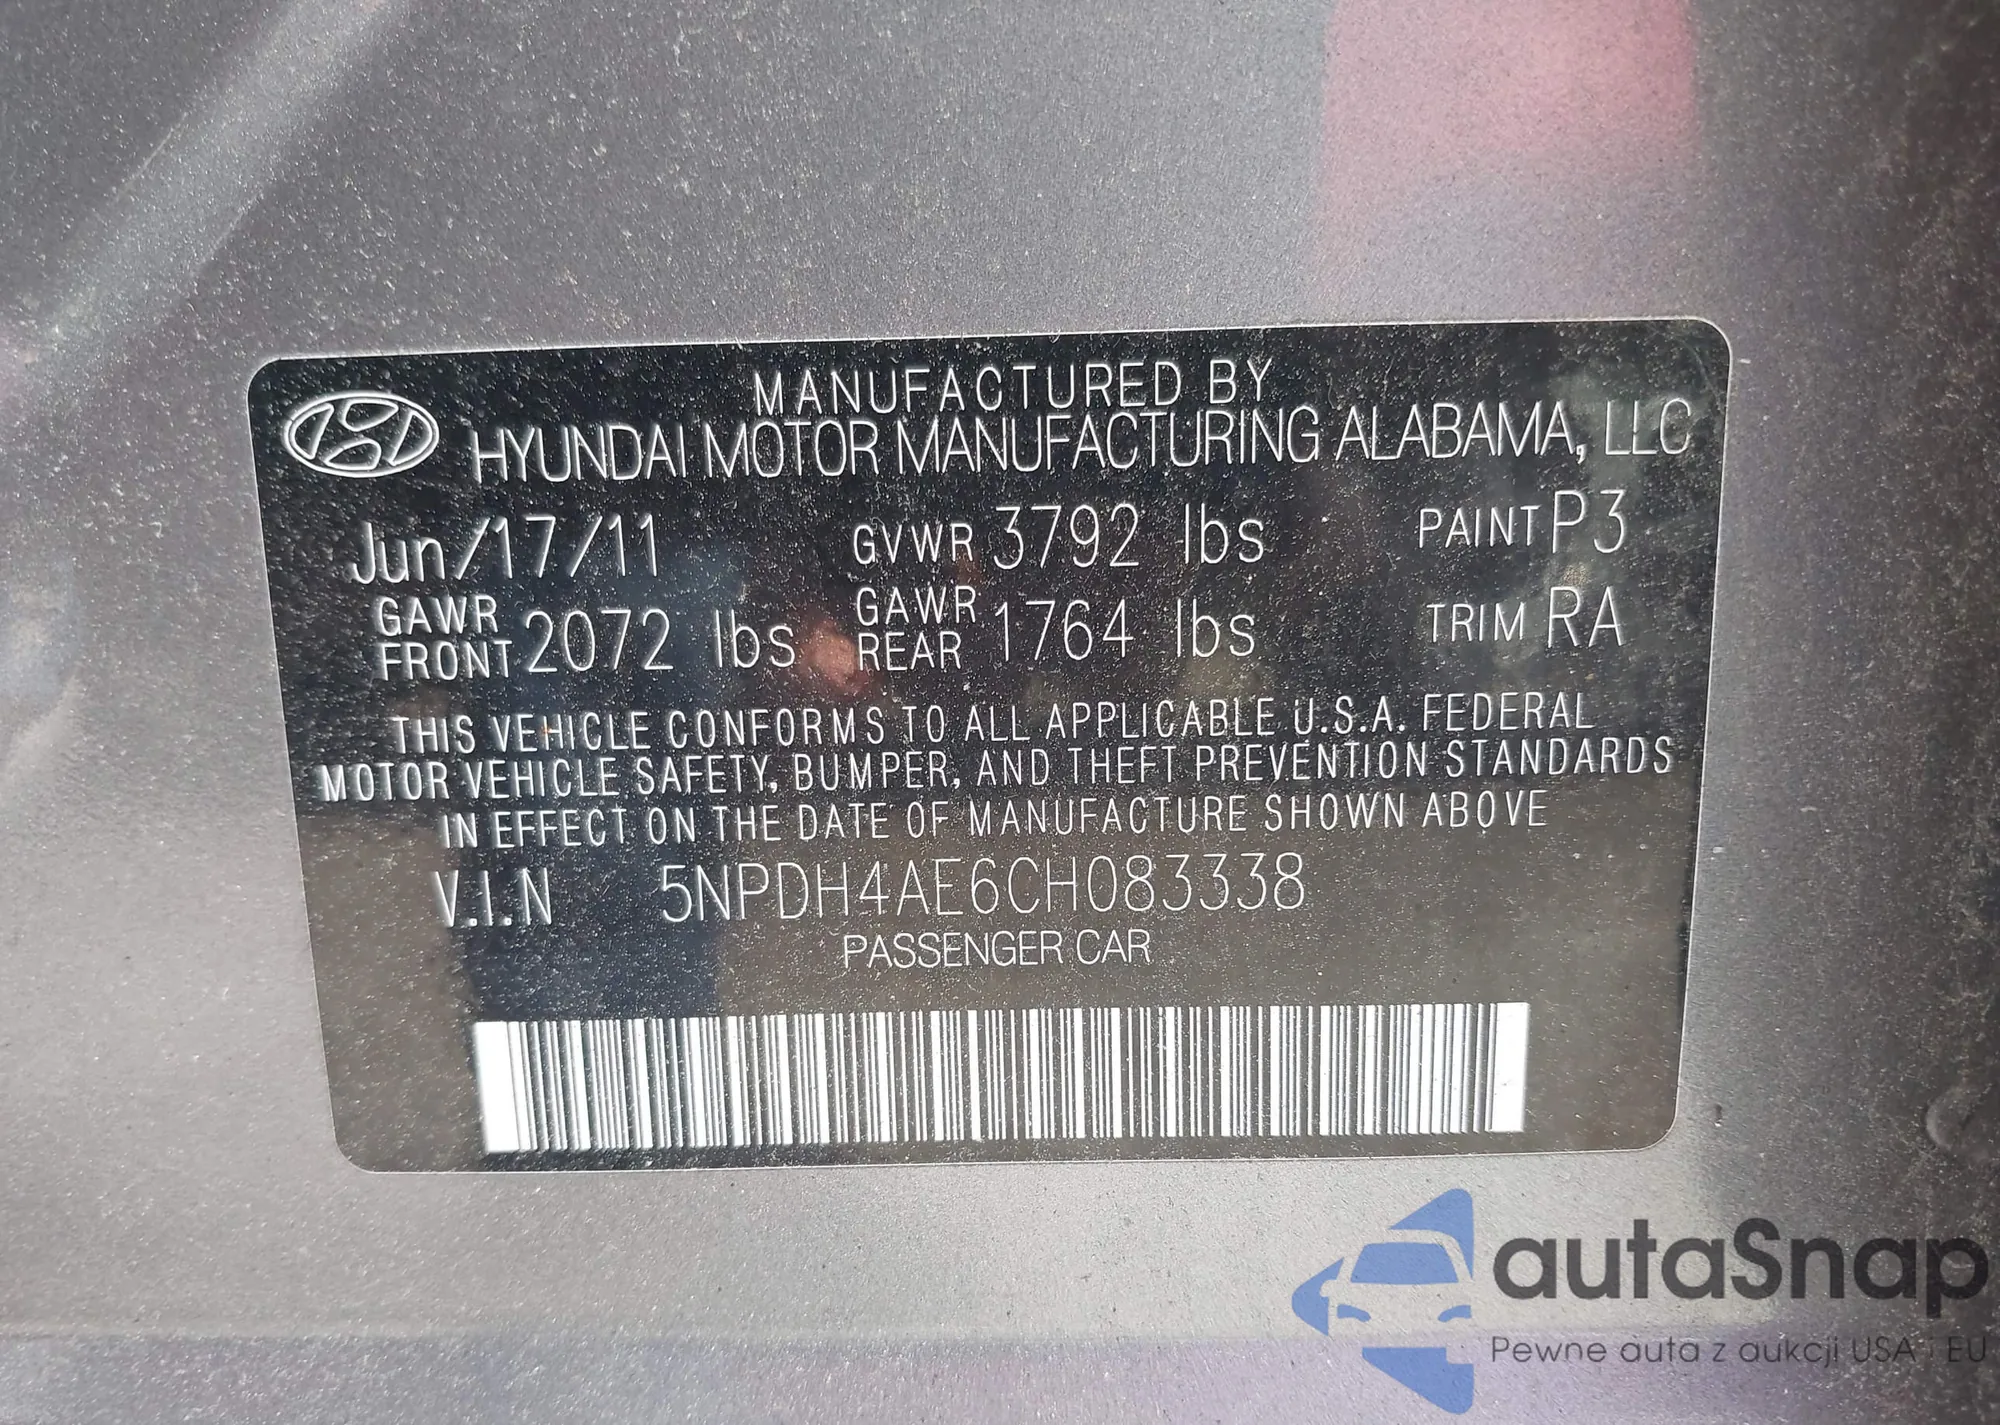 MANUFACTURED BY
HYUNDAI MOTOR MANUFACTURING ALABAMA, LLC
Jun/17/11 GVWR 3792 lbs PAINT P3
GAWR FRONT 2072 lbs GAWR REAR 1764 lbs TRIM RA
THIS VEHICLE CONFORMS TO ALL APPLICABLE U.S.A. FEDERAL
MOTOR VEHICLE SAFETY, BUMPER, AND THEFT PREVENTION STANDARDS
IN EFFECT ON THE DATE OF MANUFACTURE SHOWN ABOVE
V.I.N 5NPDH4AE6CH083338
PASSENGER CAR
autaSnap
Pewne auta z aukcji USA i EU